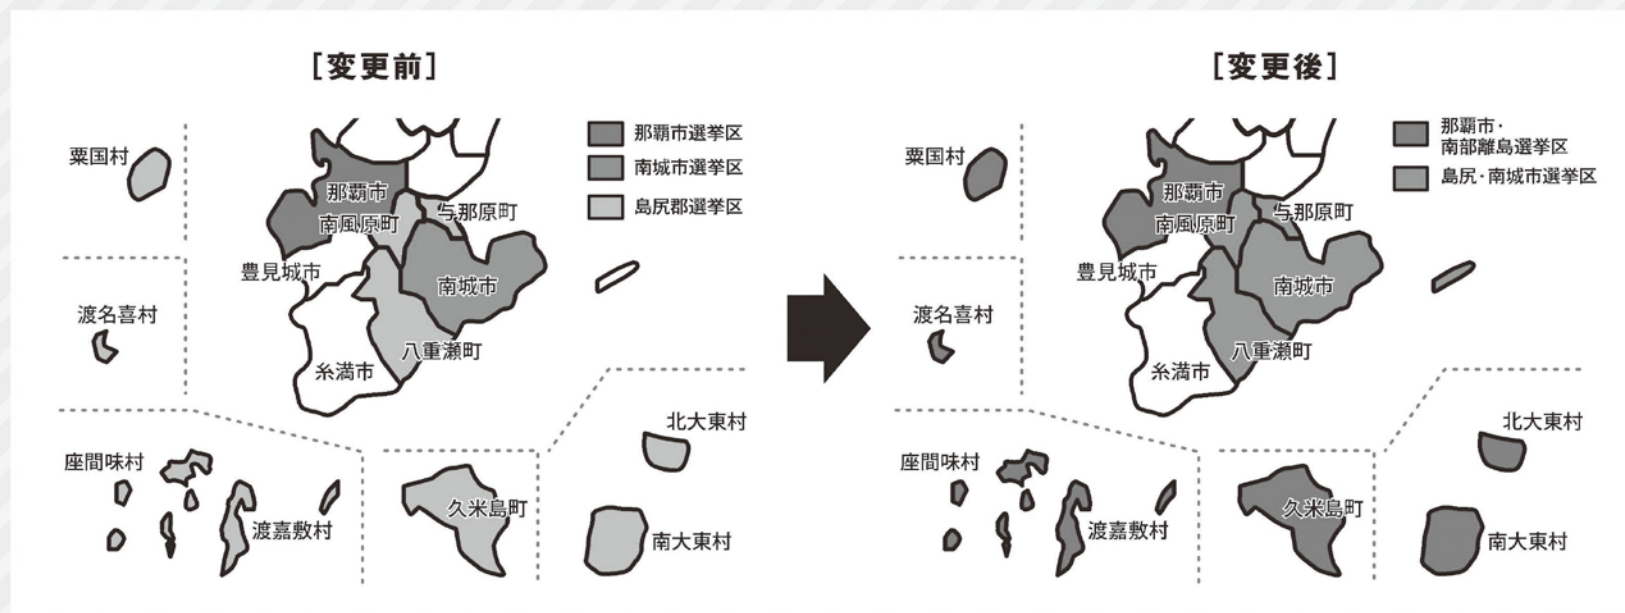 [変更前]
那覇市選挙区
南城市選挙区
島尻郡選挙区
粟国村
那覇市
南風原町
与那原町
豊見城市
南城市
渡名喜村
八重瀬町
糸満市
北大東村
座間味村
久米島町
渡嘉敷村
南大東村
[変更後]
那覇市・
南部離島選挙区
島尻・南城市選挙区
粟国村
那覇市
南風原町
与那原町
豊見城市
南城市
渡名喜村
八重瀬町
糸満市
北大東村
座間味村
久米島町
渡嘉敷村
南大東村